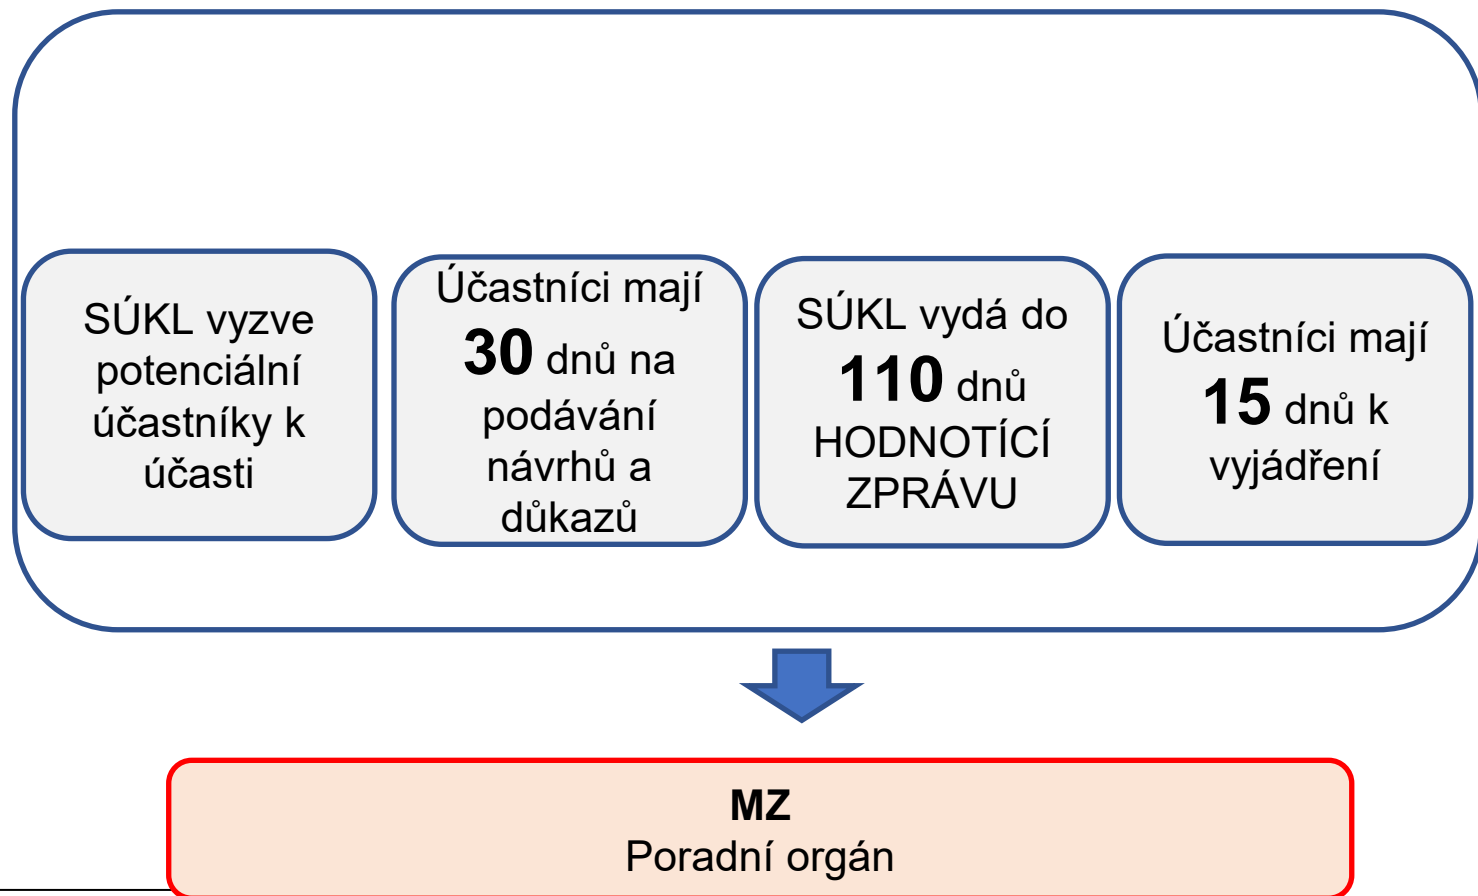 SÚKL vyzve
potenciální
účastníky k
účasti
Účastníci mají
30 dnů na
podávání
návrhů a
důkazů
SÚKL vydá do
110 dnů
HODNOTÍCÍ
ZPRÁVU
Účastníci mají
15 dnů k
vyjádření
MZ
Poradní orgán